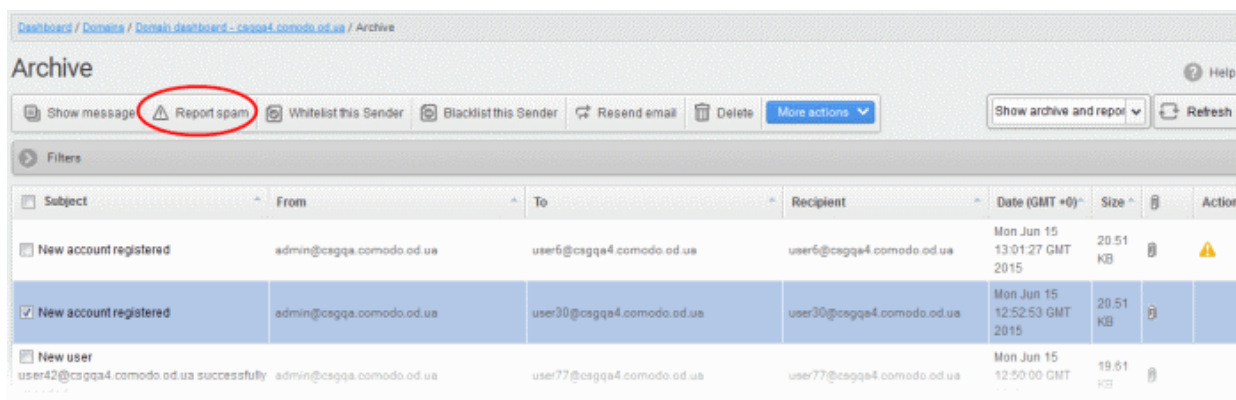 Dashboard / Domains / Domain dashboard - csgqa4.comodo.od.ua / Archive
Archive
Help
Show message
Report spam
Whitelist this Sender
Blacklist this Sender
Resend email
Delete
More actions
Show archive and repor
Refresh
Filters
Subject From To Recipient Date (GMT +0) Size Action
New account registered admin@csgqa.comodo.od.ua user6@csgqa4.comodo.od.ua user6@csgqa4.comodo.od.ua
Mon Jun 15
13:01:27 GMT
2015
20.51
KB
New account registered admin@csgqa.comodo.od.ua user30@csgqa4.comodo.od.ua user30@csgqa4.comodo.od.ua
Mon Jun 15
12:52:53 GMT
2015
20.51
KB
New user
user42@csgqa4.comodo.od.ua successfully admin@csgqa.comodo.od.ua user77@csgqa4.comodo.od.ua user77@csgqa4.comodo.od.ua
Mon Jun 15
12:50:00 GMT
19.61
KB